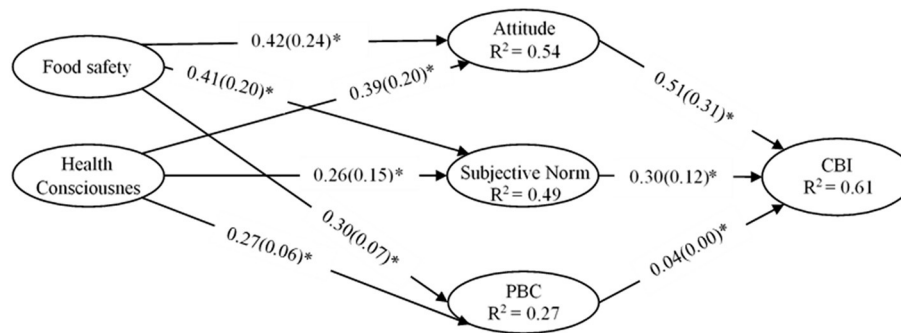 Food safety
Health
Consciousnes
0.42(0.24)*
0.41(0.20)*
0.39(0.20)*
0.26(0.15)*
0.30(0.07)*
0.27(0.06)*
Attitude
R² = 0.54
Subjective Norm
R² = 0.49
PBC
R² = 0.27
0.51(0.31)*
0.30(0.12)*
0.04(0.00)*
CBI
R² = 0.61